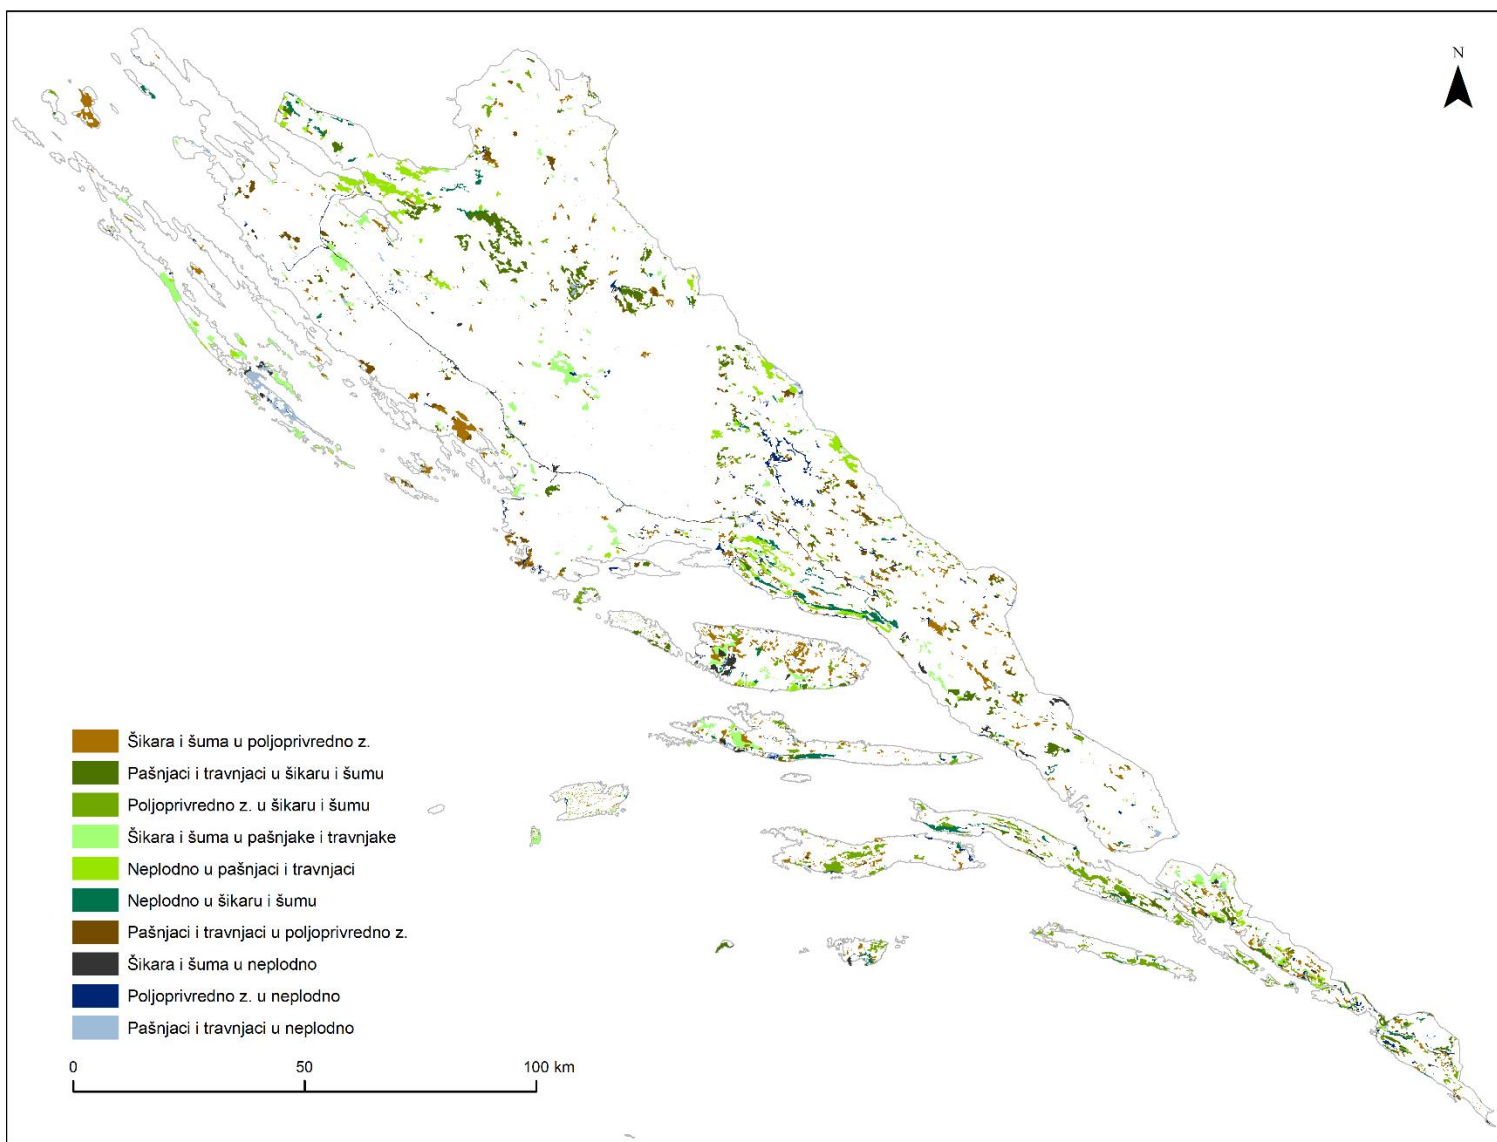 N
Šikara i šuma u poljoprivredno z.
Pašnjaci i travnjaci u šikaru i šumu
Poljoprivredno z. u šikaru i šumu
Šikara i šuma u pašnjake i travnjake
Neplodno u pašnjaci i travnjaci
Neplodno u šikaru i šumu
Pašnjaci i travnjaci u poljoprivredno z.
Šikara i šuma u neplodno
Poljoprivredno z. u neplodno
Pašnjaci i travnjaci u neplodno
0 50 100 km